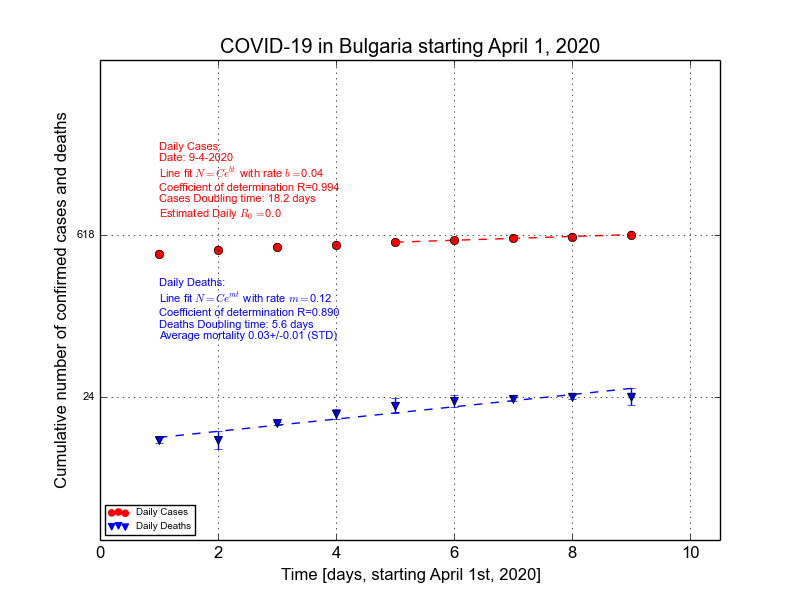 COVID-19 in Bulgaria starting April 1, 2020
Cumulative number of confirmed cases and deaths
Daily Cases:
Date: 9-4-2020
Line fit N=Ce^{bt} with rate b=0.04
Coefficient of determination R=0.994
Cases Doubling time: 18.2 days
Estimated Daily R_0=0.0
618
Daily Deaths:
Line fit N=Ce^{mt} with rate m=0.12
Coefficient of determination R=0.890
Deaths Doubling time: 5.6 days
Average mortality 0.03+/-0.01 (STD)
24
Daily Cases
Daily Deaths
0 2 4 6 8 10
Time [days, starting April 1st, 2020]